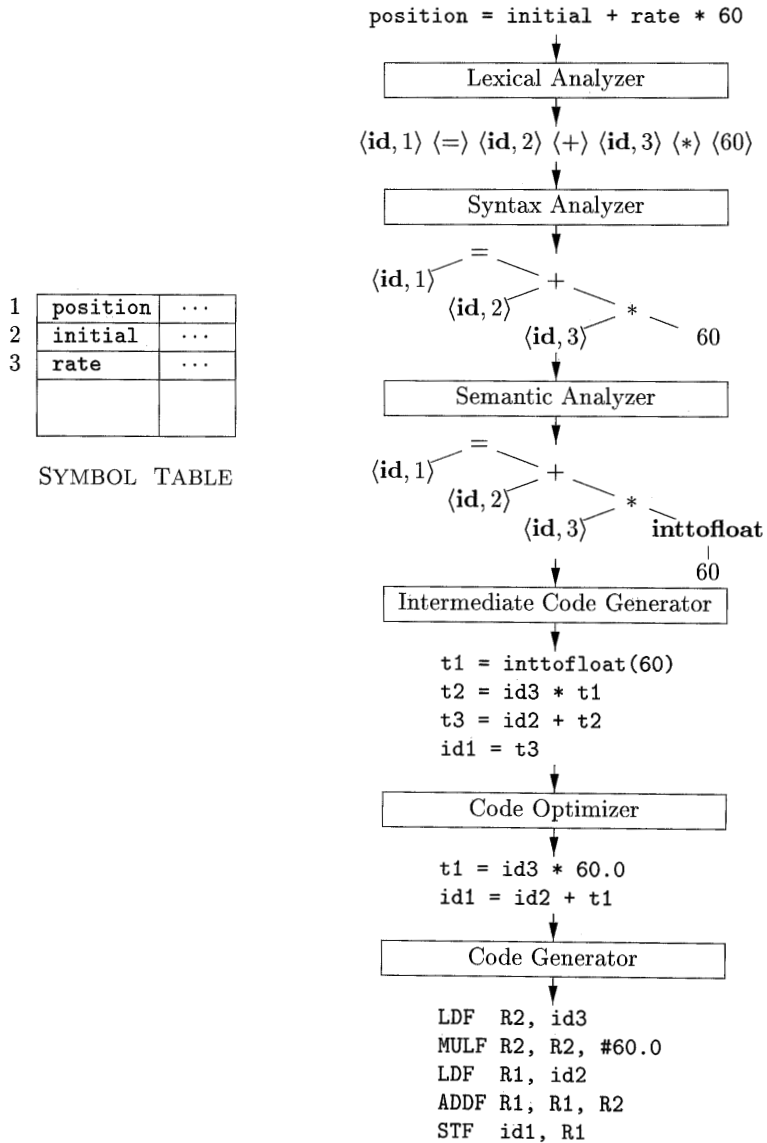 position = initial + rate * 60
Lexical Analyzer
⟨id, 1⟩ ⟨=⟩ ⟨id, 2⟩ ⟨+⟩ ⟨id, 3⟩ ⟨*⟩ ⟨60⟩
Syntax Analyzer
=
⟨id, 1⟩ +
⟨id, 2⟩ *
⟨id, 3⟩ 60
1 position ···
2 initial ···
3 rate ···
SYMBOL TABLE
Semantic Analyzer
=
⟨id, 1⟩ +
⟨id, 2⟩ *
⟨id, 3⟩ inttofloat
60
Intermediate Code Generator
t1 = inttofloat(60)
t2 = id3 * t1
t3 = id2 + t2
id1 = t3
Code Optimizer
t1 = id3 * 60.0
id1 = id2 + t1
Code Generator
LDF R2, id3
MULF R2, R2, #60.0
LDF R1, id2
ADDF R1, R1, R2
STF id1, R1